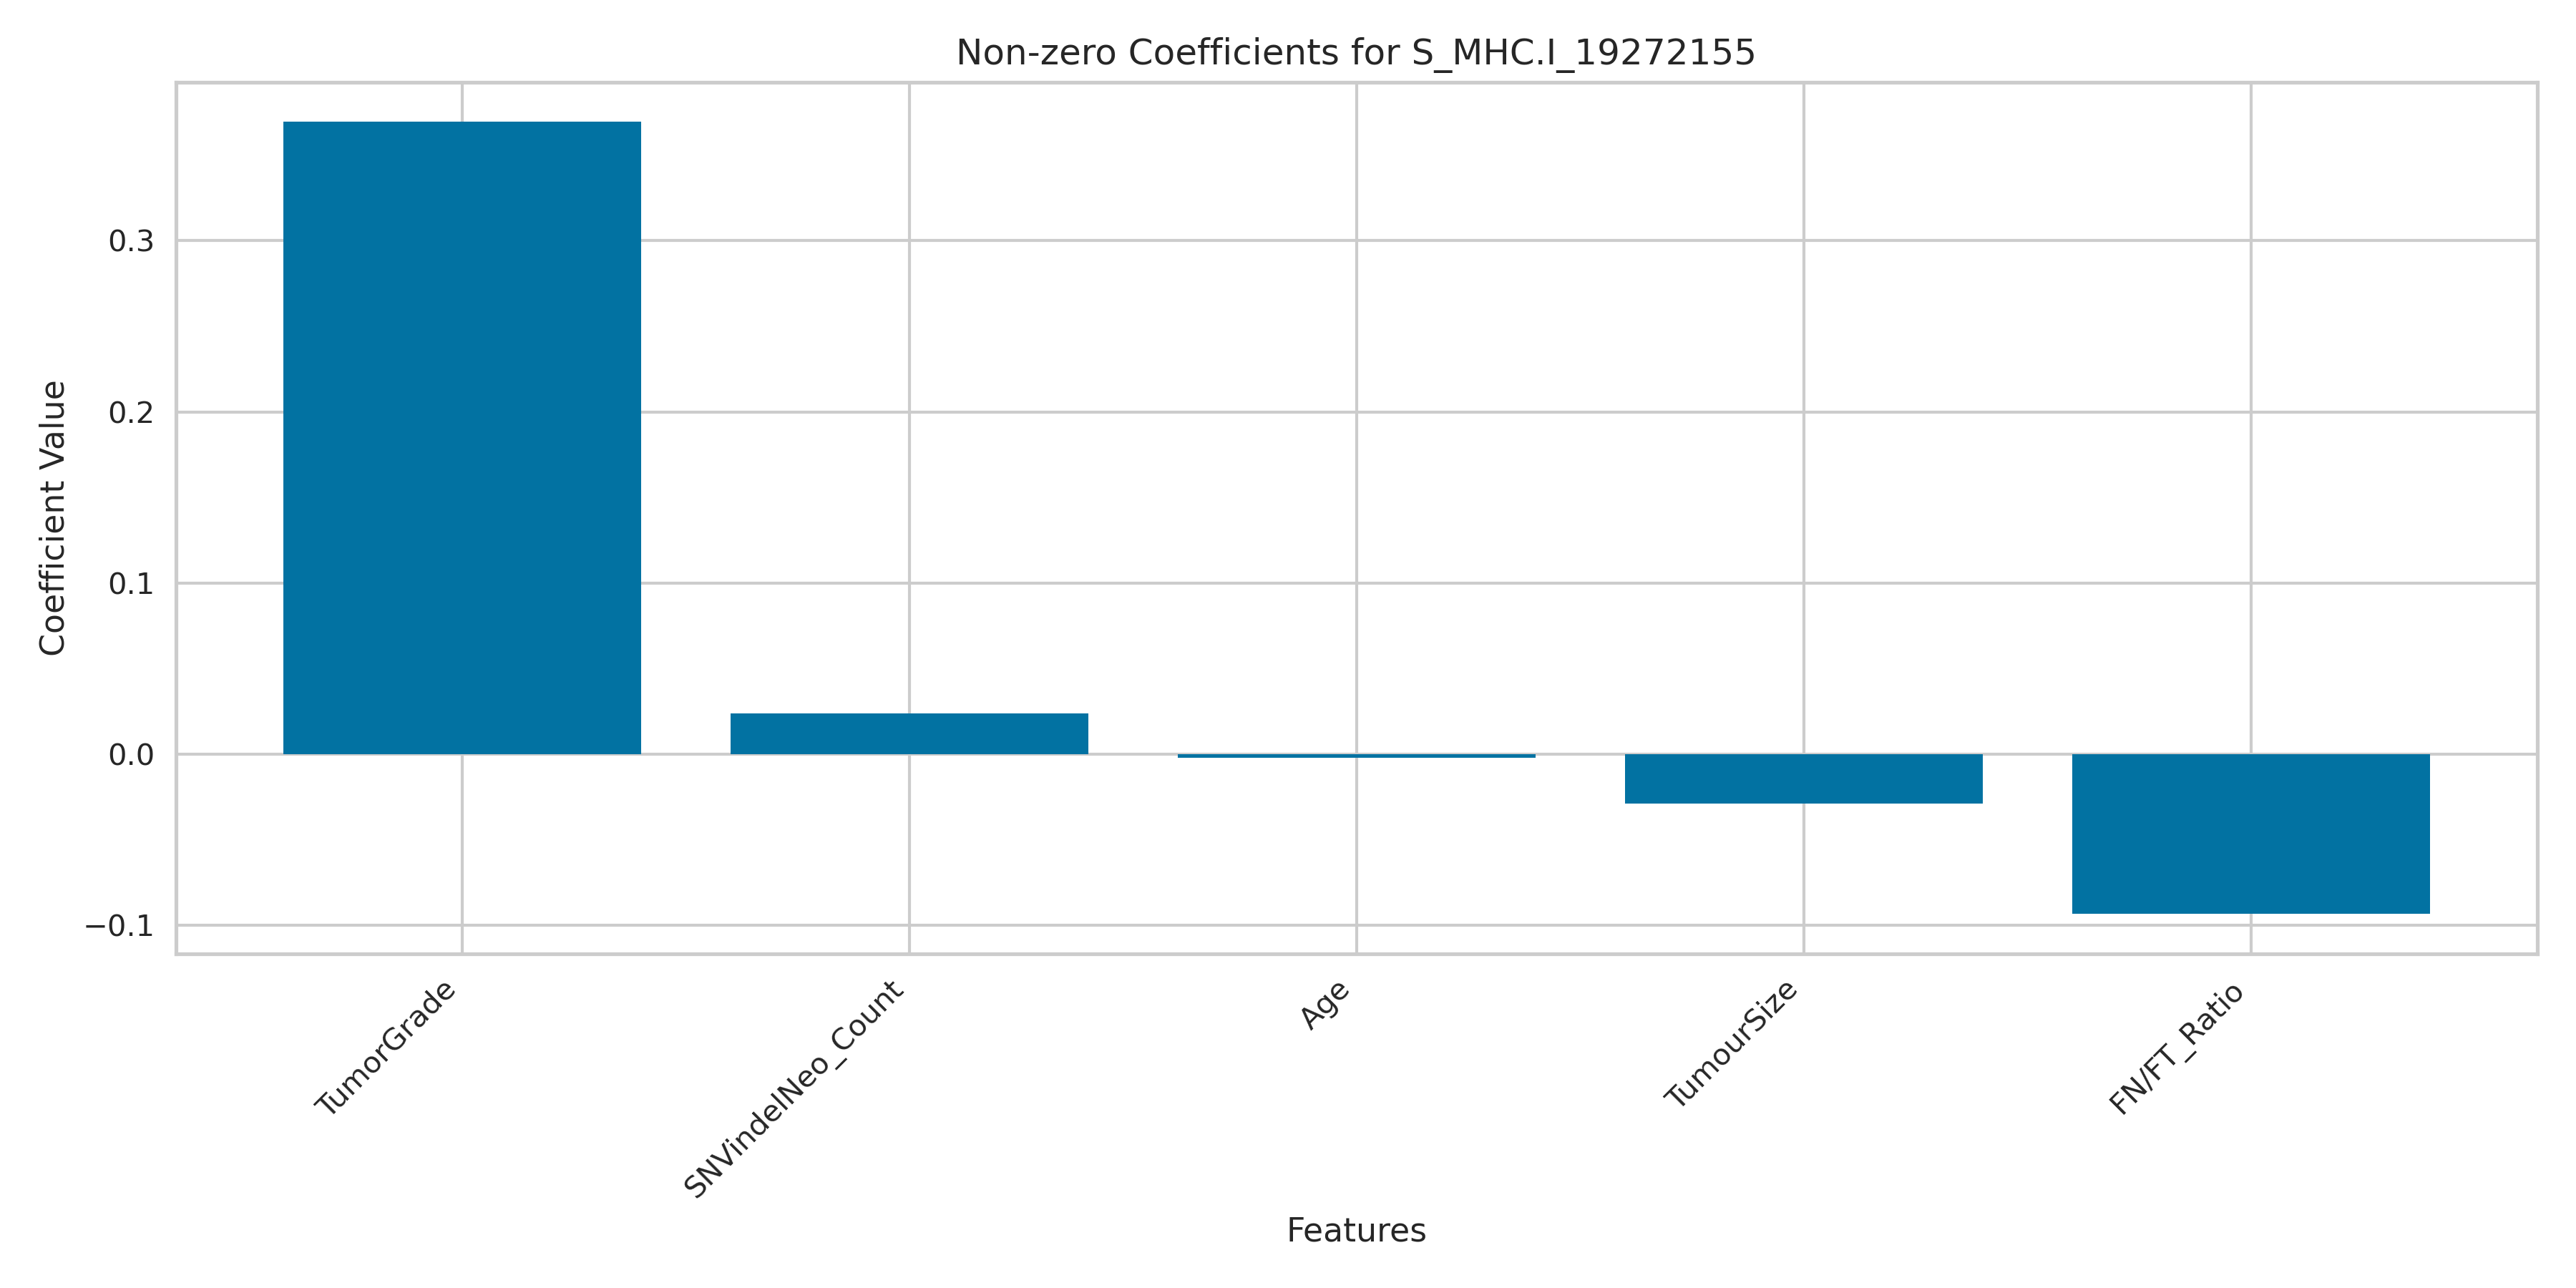 Non-zero Coefficients for S_MHC.I_19272155
Coefficient Value
0.3
0.2
0.1
0.0
−0.1
TumorGrade
SNVindelNeo_Count
Age
TumourSize
FN/FT_Ratio
Features